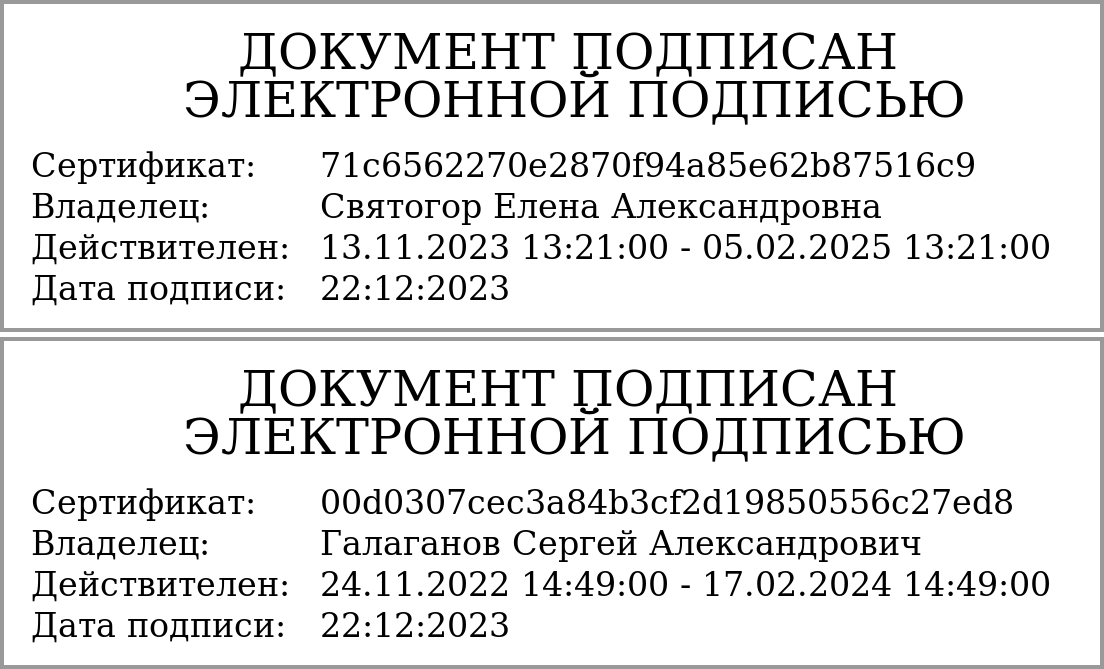 ДОКУМЕНТ ПОДПИСАН
ЭЛЕКТРОННОЙ ПОДПИСЬЮ
Сертификат: 71c6562270e2870f94a85e62b87516c9
Владелец: Святогор Елена Александровна
Действителен: 13.11.2023 13:21:00 - 05.02.2025 13:21:00
Дата подписи: 22:12:2023
ДОКУМЕНТ ПОДПИСАН
ЭЛЕКТРОННОЙ ПОДПИСЬЮ
Сертификат: 00d0307cec3a84b3cf2d19850556c27ed8
Владелец: Галаганов Сергей Александрович
Действителен: 24.11.2022 14:49:00 - 17.02.2024 14:49:00
Дата подписи: 22:12:2023